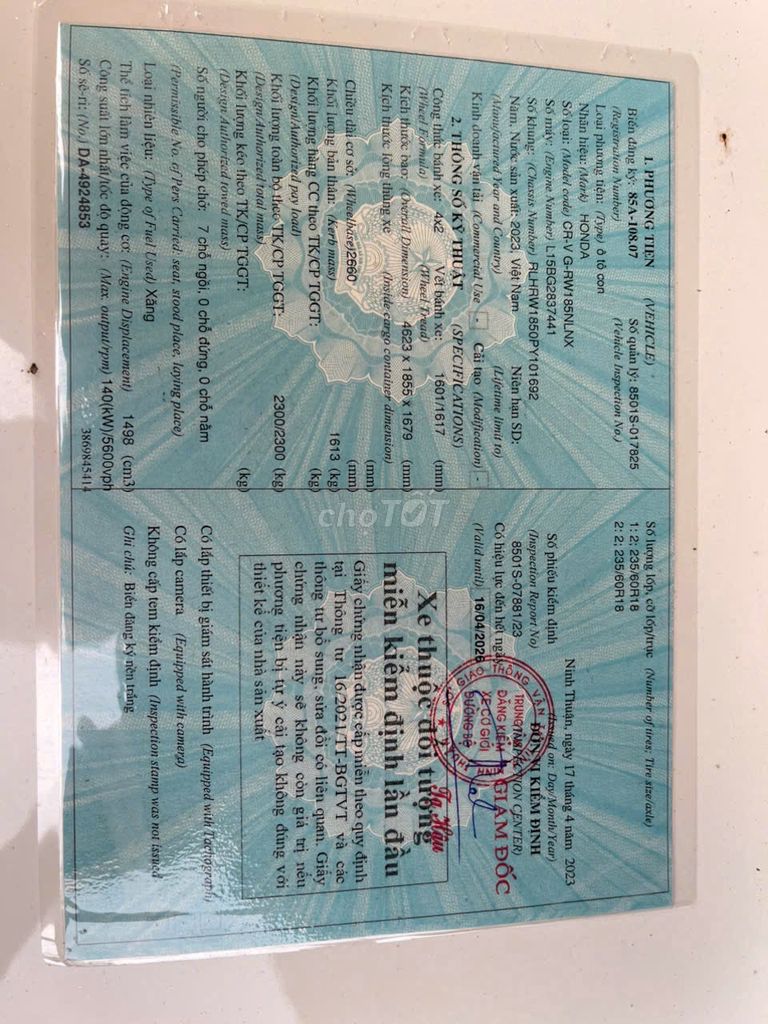 1. PHƯƠNG TIỆN (VEHICLE)
Biển đăng ký: 85A-108.07 Số quản lý: 8501S-017825
(Registration Number) (Vehicle Inspection No.)
Loại phương tiện: (Type) ô tô con
Nhãn hiệu: (Mark) HONDA
Số loại: (Model code) CR-V G-RW185NLNX
Số máy: (Engine Number) L15BG2837441
Số khung: (Chassis Number) RLHRW1850PY101692
Năm, Nước sản xuất: 2023, Việt Nam Niên hạn SD:
(Manufactured Year and Country) (Lifetime limit to)
Kinh doanh vận tải (Commercial Use) Cải tạo (Modification) -
2. THÔNG SỐ KỸ THUẬT (SPECIFICATIONS)
Công thức bánh xe: 4x2 Vết bánh xe: 1601/1617 (mm)
(Wheel Formula) (Wheel Tread)
Kích thước bao: (Overall Dimension) 4623 x 1855 x 1679 (mm)
Kích thước lòng thùng xe (Inside cargo container dimension)
(mm)
Chiều dài cơ sở: (Wheelbase) 2660 (mm)
Khối lượng bản thân: (Kerb mass) 1613 (kg)
Khối lượng hàng CC theo TK/CP TGGT: (kg)
(Design/Authorized pay load)
Khối lượng toàn bộ theo TK/CP TGGT: 2300/2300 (kg)
(Design/Authorized total mass)
Khối lượng kéo theo TK/CP TGGT: (kg)
(Design/Authorized towed mass)
Số người cho phép chở: 7 chỗ ngồi, 0 chỗ đứng, 0 chỗ nằm
(Permissible No. of Pers Carried: seat, stood place, laying place)
Loại nhiên liệu: (Type of Fuel Used) Xăng
Thể tích làm việc của động cơ: (Engine Displacement) 1498 (cm3)
Công suất lớn nhất/tốc độ quay: (Max. output/rpm) 140(kW)/5600vph
Số sê-ri: (No.) DA-4924853 3869845414
Số lượng lốp, cỡ lốp/trục (Number of tires; Tire size/axle)
1: 2; 235/60R18
2: 2; 235/60R18
Ninh Thuận, ngày 17 tháng 4 năm 2023
(Issued on: Day/Month/Year)
Số phiếu kiểm định ĐƠN VỊ KIỂM ĐỊNH
(Inspection Report No) (INSPECTION CENTER)
8501S-07881/23
Có hiệu lực đến hết ngày GIÁM ĐỐC
(Valid until) 16/04/2026
GIAO THÔNG VẬN
TRUNG TÂM
ĐĂNG KIỂM
XE CƠ GIỚI
ĐƯỜNG BỘ
Tạ Hậu
Xe thuộc đối tượng
miễn kiểm định lần đầu
Giấy chứng nhận được cấp miễn theo quy định
tại Thông tư 16/2021/TT-BGTVT và các
thông tư bổ sung, sửa đổi có liên quan. Giấy
chứng nhận này sẽ không còn giá trị nếu
phương tiện bị tự ý cải tạo không đúng với
thiết kế của nhà sản xuất
Có lắp thiết bị giám sát hành trình (Equipped with Tachograph)
Có lắp camera (Equipped with camera)
Không cấp tem kiểm định (Inspection stamp was not issued
Ghi chú: Biển đăng ký nền trắng
choTỐT